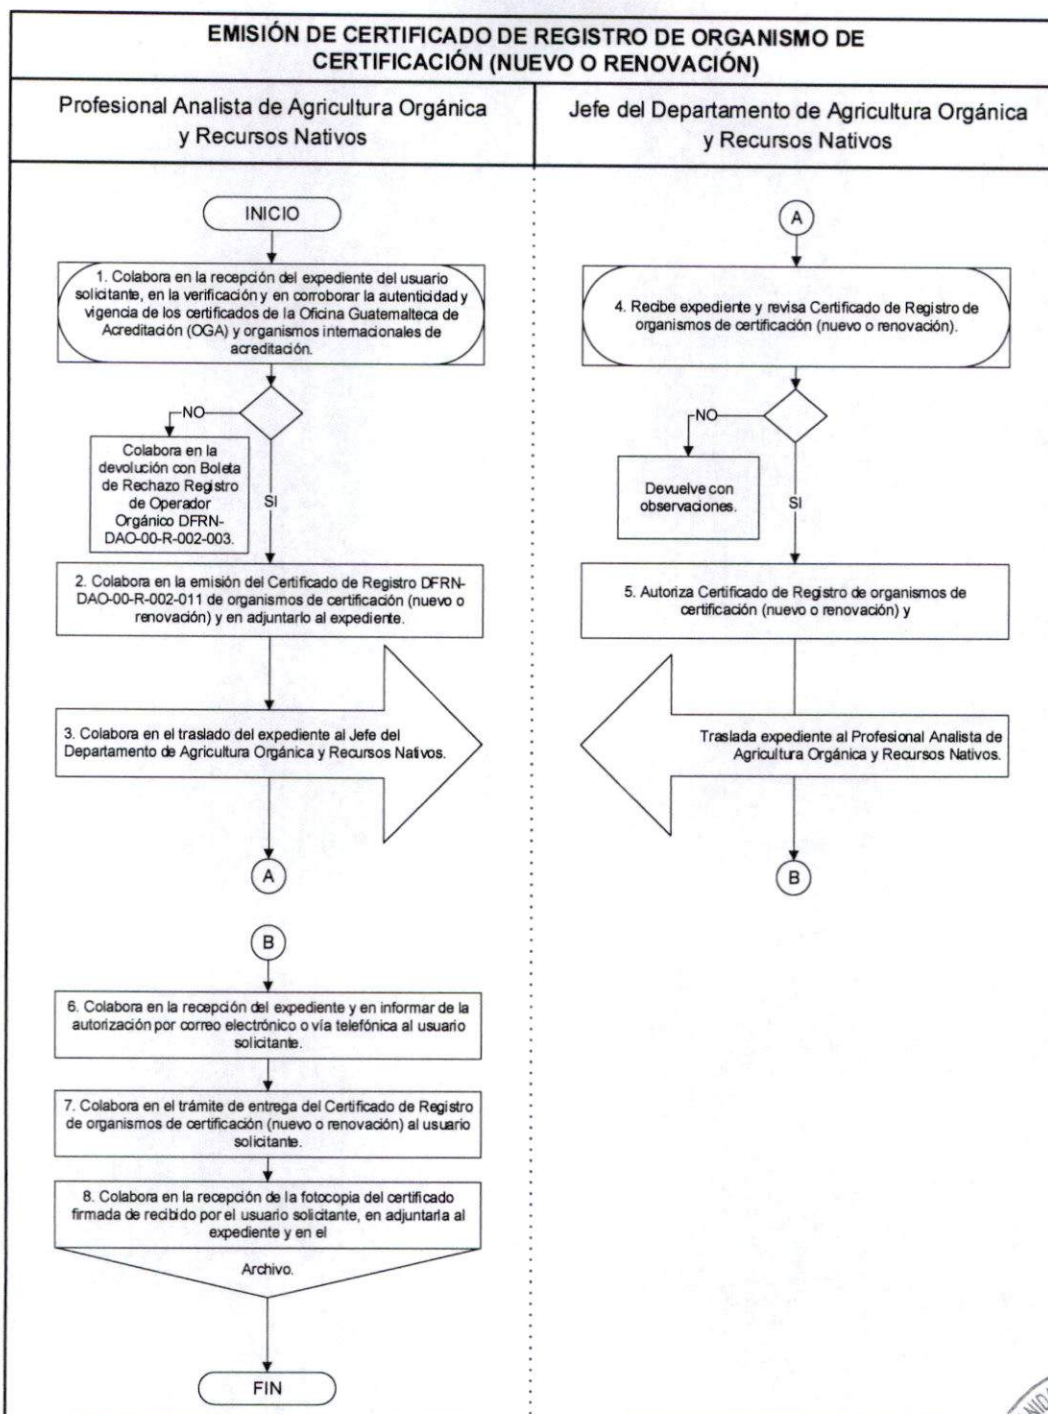 EMISIÓN DE CERTIFICADO DE REGISTRO DE ORGANISMO DE
CERTIFICACIÓN (NUEVO O RENOVACIÓN)
Profesional Analista de Agricultura Orgánica
y Recursos Nativos
Jefe del Departamento de Agricultura Orgánica
y Recursos Nativos
INICIO
1. Colabora en la recepción del expediente del usuario
solicitante, en la verificación y en corroborar la autenticidad y
vigencia de los certificados de la Oficina Guatemalteca de
Acreditación (OGA) y organismos internacionales de
acreditación.
NO
Colabora en la
devolución con Boleta
de Rechazo Registro
de Operador
Orgánico DFRN-
DAO-00-R-002-003.
SI
2. Colabora en la emisión del Certificado de Registro DFRN-
DAO-00-R-002-011 de organismos de certificación (nuevo o
renovación) y en adjuntarlo al expediente.
3. Colabora en el traslado del expediente al Jefe del
Departamento de Agricultura Orgánica y Recursos Nativos.
A
A
4. Recibe expediente y revisa Certificado de Registro de
organismos de certificación (nuevo o renovación).
NO
Devuelve con
observaciones.
SI
5. Autoriza Certificado de Registro de organismos de
certificación (nuevo o renovación) y
Traslada expediente al Profesional Analista de
Agricultura Orgánica y Recursos Nativos.
B
B
6. Colabora en la recepción del expediente y en informar de la
autorización por correo electrónico o vía telefónica al usuario
solicitante.
7. Colabora en el trámite de entrega del Certificado de Registro
de organismos de certificación (nuevo o renovación) al usuario
solicitante.
8. Colabora en la recepción de la fotocopia del certificado
firmada de recibido por el usuario solicitante, en adjuntarla al
expediente y en el
Archivo.
FIN